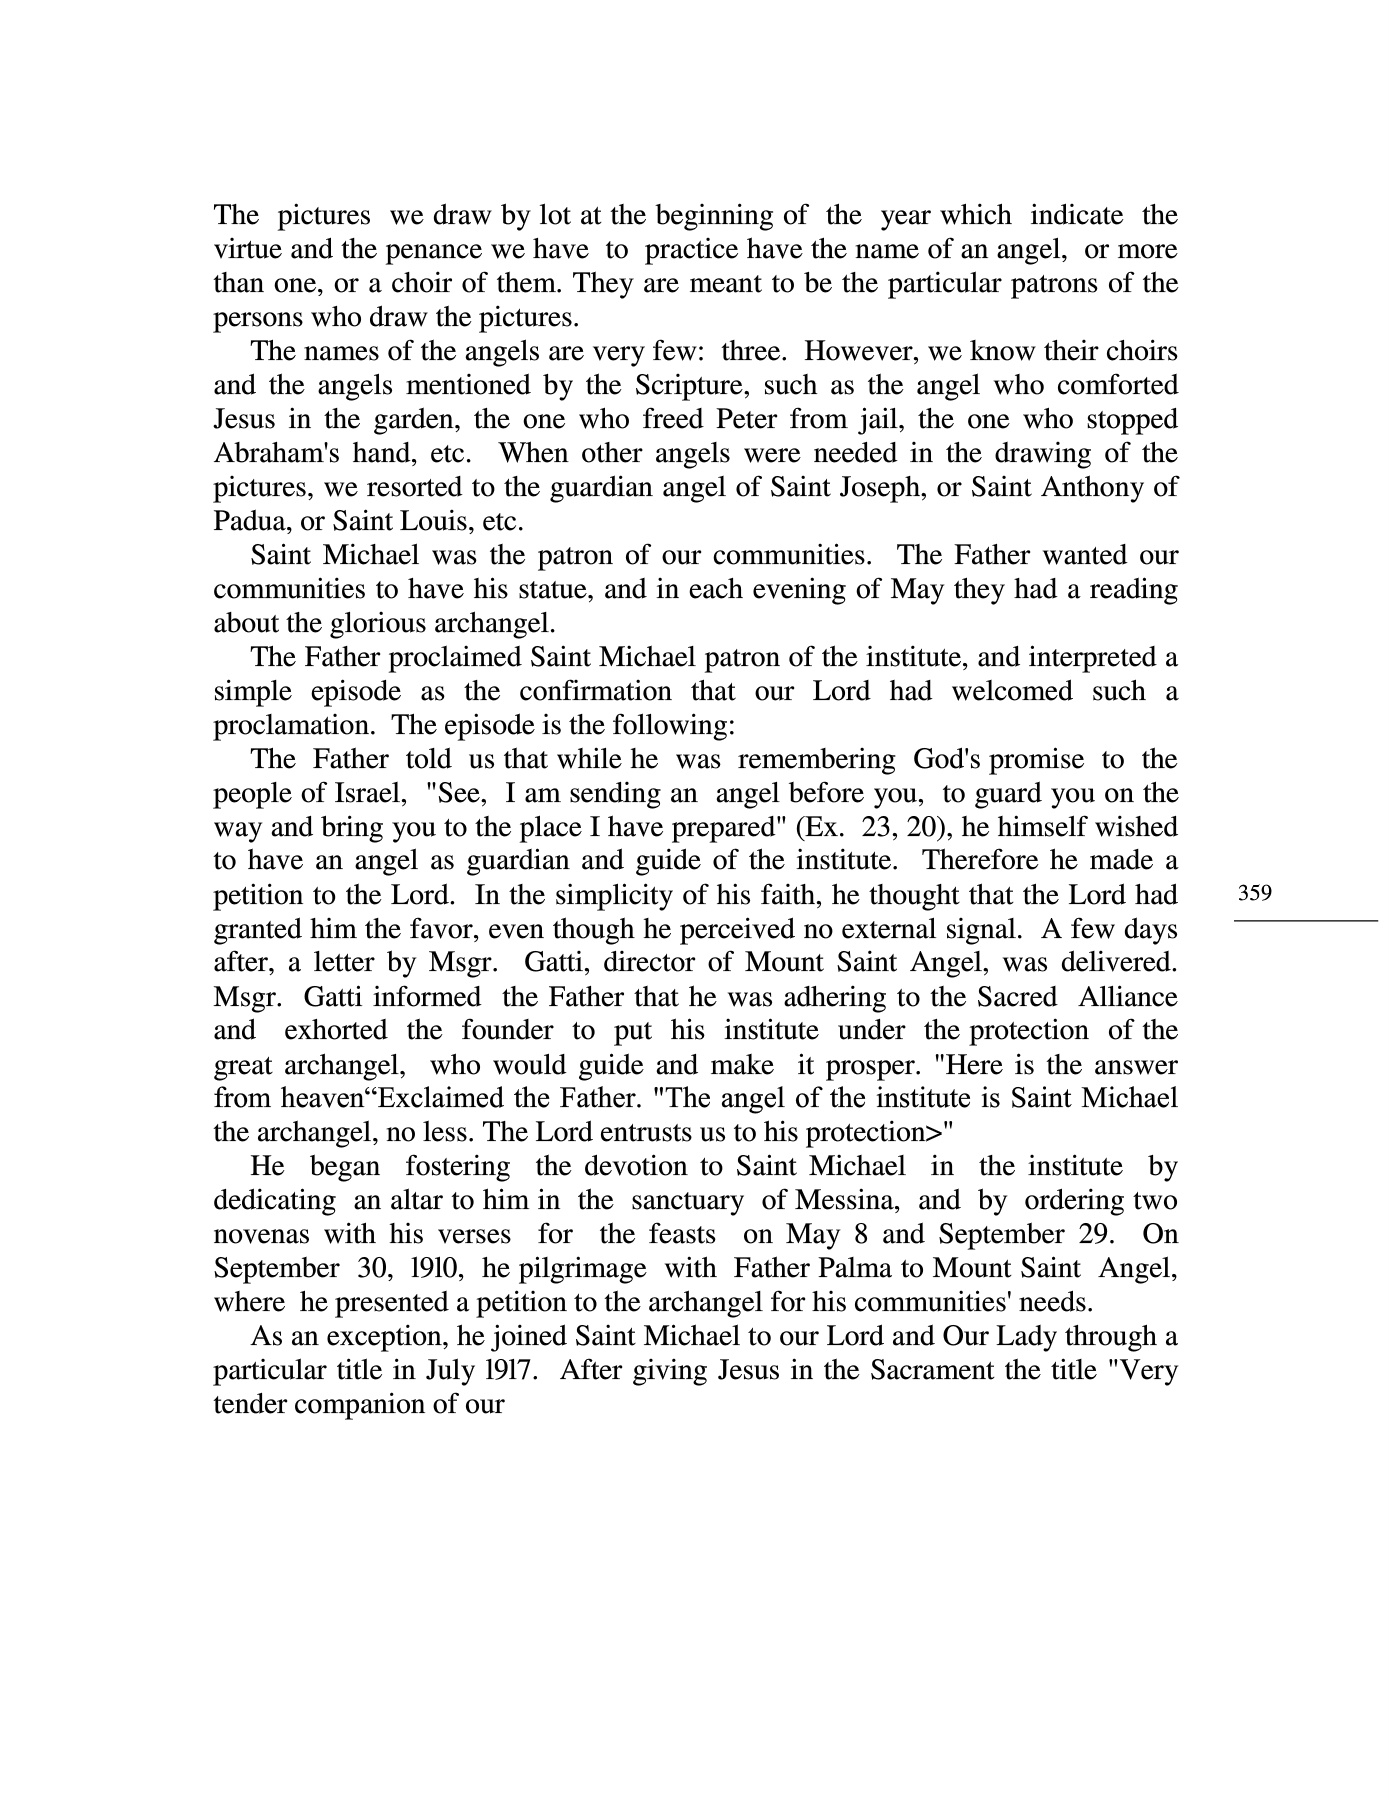 The pictures we draw by lot at the beginning of the year which indicate the
virtue and the penance we have to practice have the name of an angel, or more
than one, or a choir of them. They are meant to be the particular patrons of the
persons who draw the pictures.
The names of the angels are very few: three. However, we know their choirs
and the angels mentioned by the Scripture, such as the angel who comforted
Jesus in the garden, the one who freed Peter from jail, the one who stopped
Abraham's hand, etc. When other angels were needed in the drawing of the
pictures, we resorted to the guardian angel of Saint Joseph, or Saint Anthony of
Padua, or Saint Louis, etc.
Saint Michael was the patron of our communities. The Father wanted our
communities to have his statue, and in each evening of May they had a reading
about the glorious archangel.
The Father proclaimed Saint Michael patron of the institute, and interpreted a
simple episode as the confirmation that our Lord had welcomed such a
proclamation. The episode is the following:
The Father told us that while he was remembering God's promise to the
people of Israel, "See, I am sending an angel before you, to guard you on the
way and bring you to the place I have prepared" (Ex. 23, 20), he himself wished
to have an angel as guardian and guide of the institute. Therefore he made a
petition to the Lord. In the simplicity of his faith, he thought that the Lord had
granted him the favor, even though he perceived no external signal. A few days
after, a letter by Msgr. Gatti, director of Mount Saint Angel, was delivered.
Msgr. Gatti informed the Father that he was adhering to the Sacred Alliance
and exhorted the founder to put his institute under the protection of the
great archangel, who would guide and make it prosper. "Here is the answer
from heaven“Exclaimed the Father. "The angel of the institute is Saint Michael
the archangel, no less. The Lord entrusts us to his protection>"
He began fostering the devotion to Saint Michael in the institute by
dedicating an altar to him in the sanctuary of Messina, and by ordering two
novenas with his verses for the feasts on May 8 and September 29. On
September 30, 1910, he pilgrimage with Father Palma to Mount Saint Angel,
where he presented a petition to the archangel for his communities' needs.
As an exception, he joined Saint Michael to our Lord and Our Lady through a
particular title in July 1917. After giving Jesus in the Sacrament the title "Very
tender companion of our
359